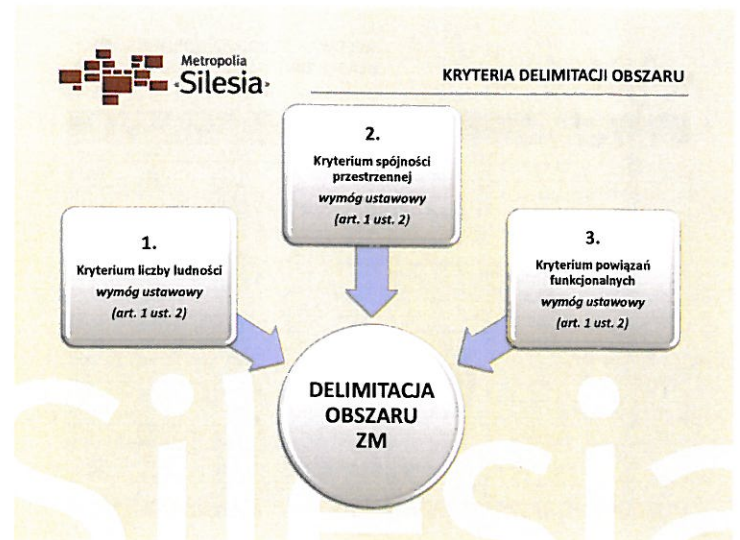 Metropolia
«Silesia»
KRYTERIA DELIMITACJI OBSZARU
1.
Kryterium liczby ludności
wymóg ustawowy
(art. 1 ust. 2)
2.
Kryterium spójności
przestrzennej
wymóg ustawowy
(art. 1 ust. 2)
3.
Kryterium powiązań
funkcjonalnych
wymóg ustawowy
(art. 1 ust. 2)
DELIMITACJA
OBSZARU
ZM
Silesia